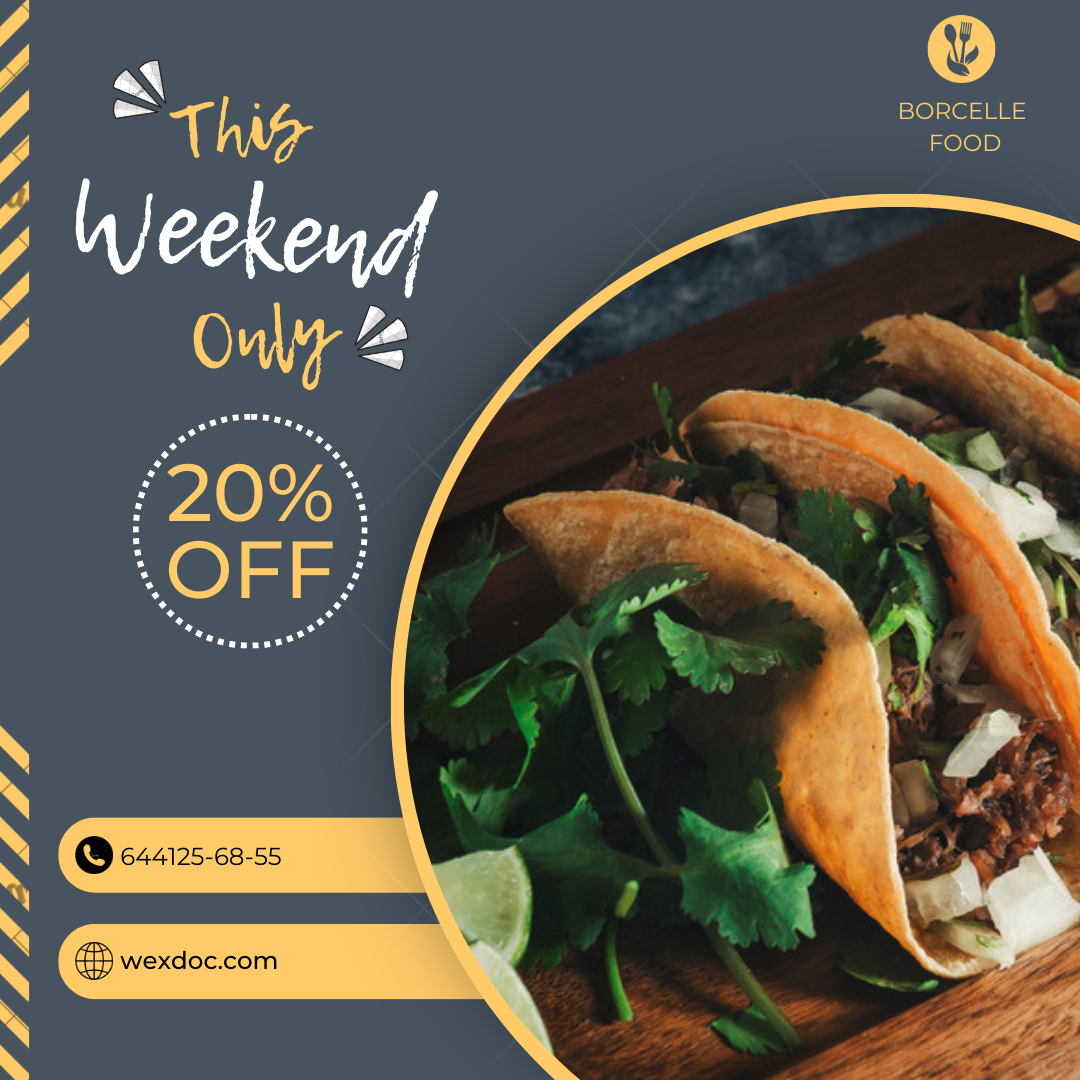 BORCELLE
FOOD
This
Weekend
Only
20%
OFF
644125-68-55
wexdoc.com